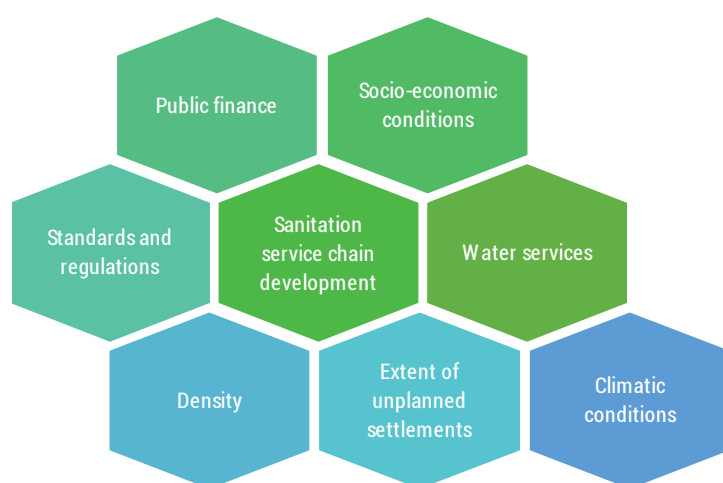 Public finance
Socio-economic
conditions
Standards and
regulations
Sanitation
service chain
development
Water services
Density
Extent of
unplanned
settlements
Climatic
conditions